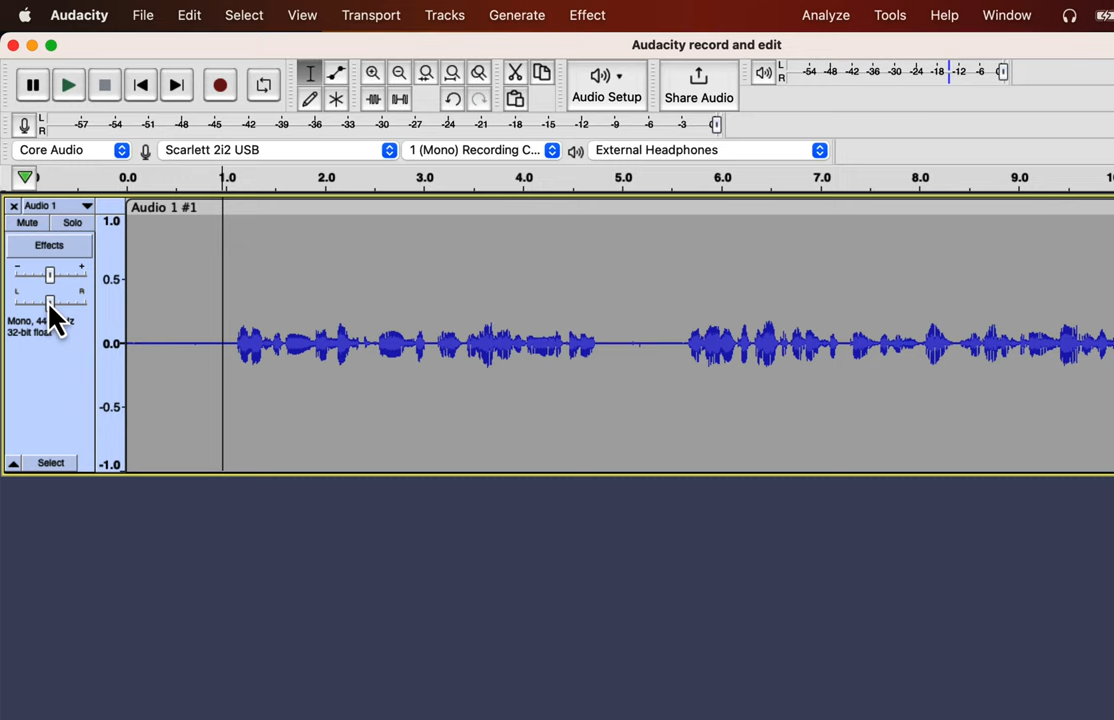 Audacity File Edit Select View Transport Tracks Generate Effect Analyze Tools Help Window
Audacity record and edit
Audio Setup Share Audio
L
R
-54 -48 -42 -36 -30 -24 -18 -12 -6
L
R
-57 -54 -51 -48 -45 -42 -39 -36 -33 -30 -27 -24 -21 -18 -15 -12 -9 -6 -3
Core Audio Scarlett 2i2 USB 1 (Mono) Recording C... External Headphones
0.0 1.0 2.0 3.0 4.0 5.0 6.0 7.0 8.0 9.0
Audio 1 Audio 1 #1
Mute Solo 1.0
Effects
- +
0.5
L R
Mono,
32-bit
0.0
-0.5
Select -1.0